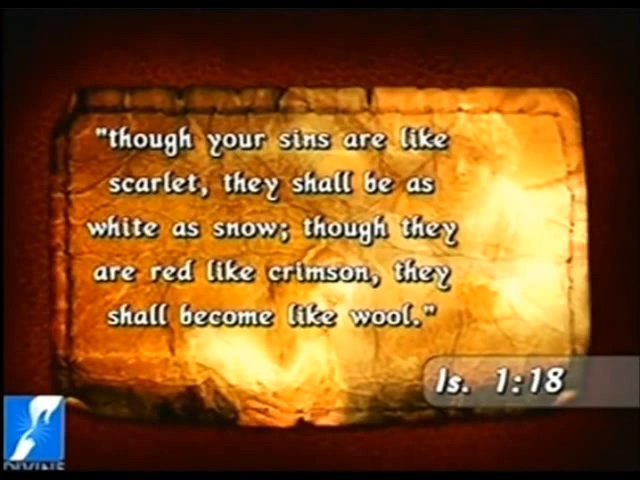 "though your sins are like
scarlet, they shall be as
white as snow; though they
are red like crimson, they
shall become like wool."
Is. 1:18
DIVINE